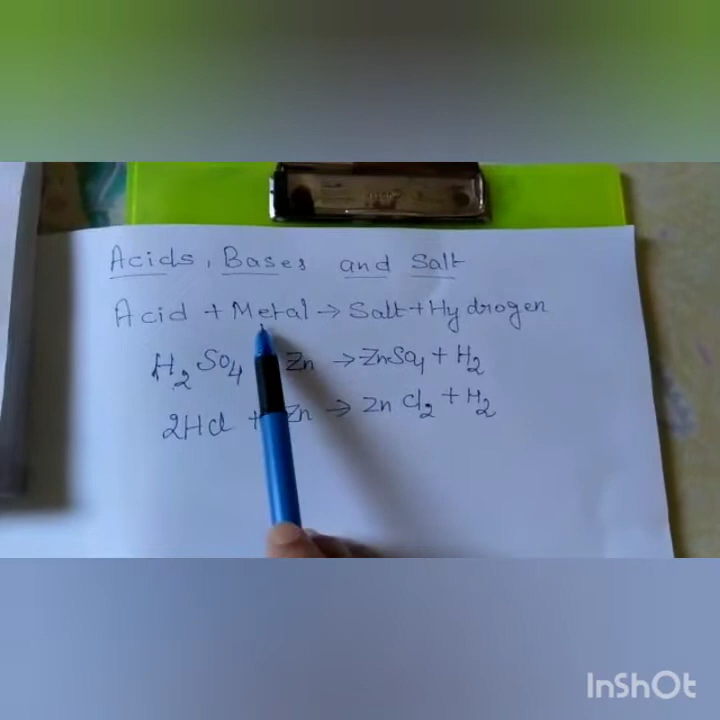 Acids, Bases and Salt
Acid + Metal → Salt + Hydrogen
H₂SO₄ Zn → ZnSO₄ + H₂
2HCl + Zn → ZnCl₂ + H₂
InShOt